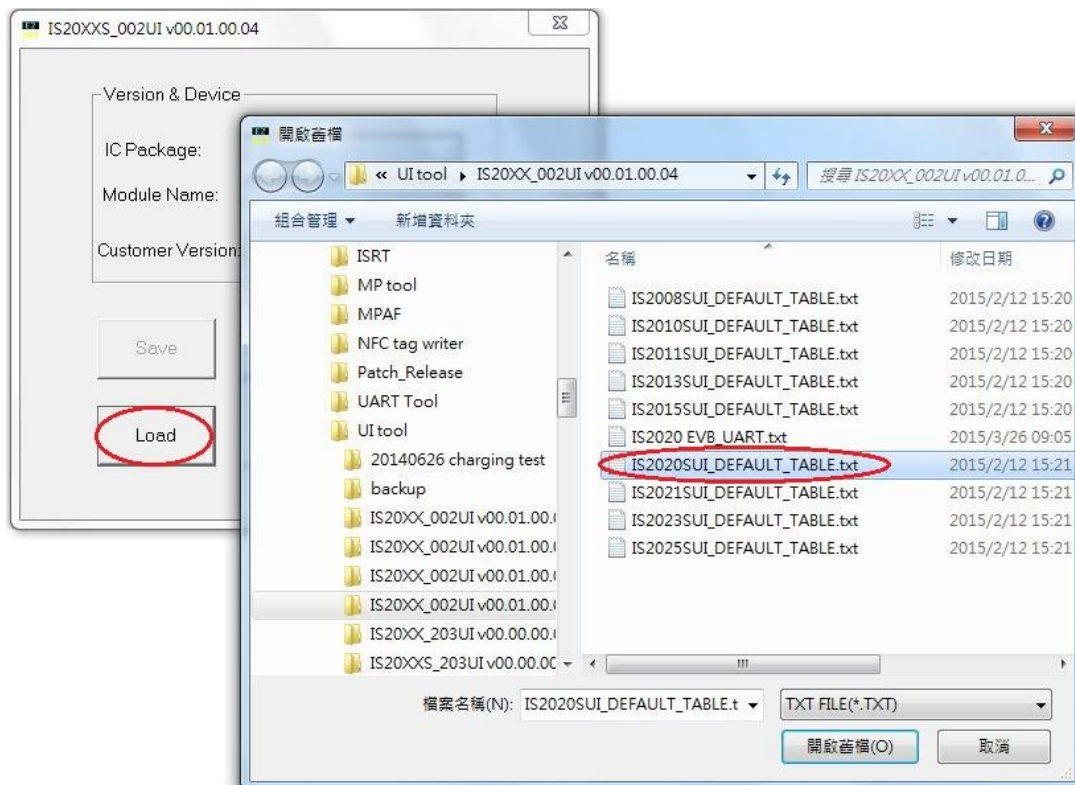 IS20XXS_002UI v00.01.00.04
Version & Device
IC Package:
Module Name:
Customer Version:
Save
Load
開啟舊檔
« UI tool ▸ IS20XX_002UI v00.01.00.04
搜尋 IS20XX_002UI v00.01.0...
組合管理
新增資料夾
ISRT
MP tool
MPAF
NFC tag writer
Patch_Release
UART Tool
UI tool
20140626 charging test
backup
IS20XX_002UI v00.01.00.0
IS20XX_002UI v00.01.00.0
IS20XX_002UI v00.01.00.0
IS20XX_002UI v00.01.00.0
IS20XX_203UI v00.00.00.0
IS20XXS_203UI v00.00.00
名稱 修改日期
IS2008SUI_DEFAULT_TABLE.txt 2015/2/12 15:20
IS2010SUI_DEFAULT_TABLE.txt 2015/2/12 15:20
IS2011SUI_DEFAULT_TABLE.txt 2015/2/12 15:20
IS2013SUI_DEFAULT_TABLE.txt 2015/2/12 15:20
IS2015SUI_DEFAULT_TABLE.txt 2015/2/12 15:20
IS2020 EVB_UART.txt 2015/3/26 09:05
IS2020SUI_DEFAULT_TABLE.txt 2015/2/12 15:21
IS2021SUI_DEFAULT_TABLE.txt 2015/2/12 15:21
IS2023SUI_DEFAULT_TABLE.txt 2015/2/12 15:21
IS2025SUI_DEFAULT_TABLE.txt 2015/2/12 15:21
檔案名稱(N): IS2020SUI_DEFAULT_TABLE.t
TXT FILE(*.TXT)
開啟舊檔(O)
取消